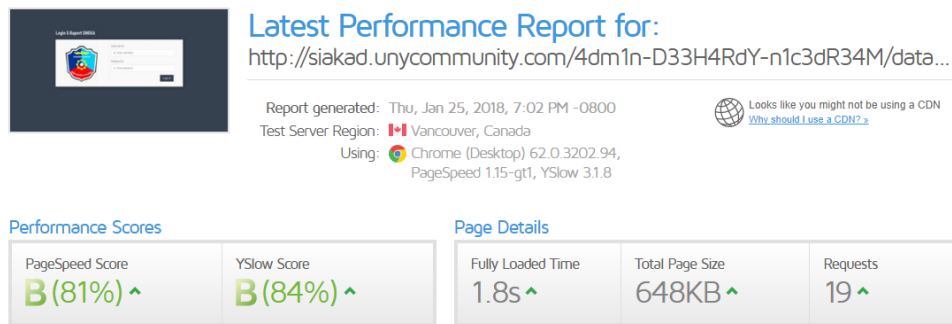 Login E-Raport SMEKA
Latest Performance Report for:
http://siakad.unycommunity.com/4dm1n-D33H4RdY-n1c3dR34M/data...
Report generated: Thu, Jan 25, 2018, 7:02 PM -0800
Test Server Region: Vancouver, Canada
Using: Chrome (Desktop) 62.0.3202.94,
PageSpeed 1.15-gt1, YSlow 3.1.8
Looks like you might not be using a CDN
Why should I use a CDN? »
Performance Scores
Page Details
PageSpeed Score
YSlow Score
Fully Loaded Time
Total Page Size
Requests
B (81%)
B (84%)
1.8s
648KB
19